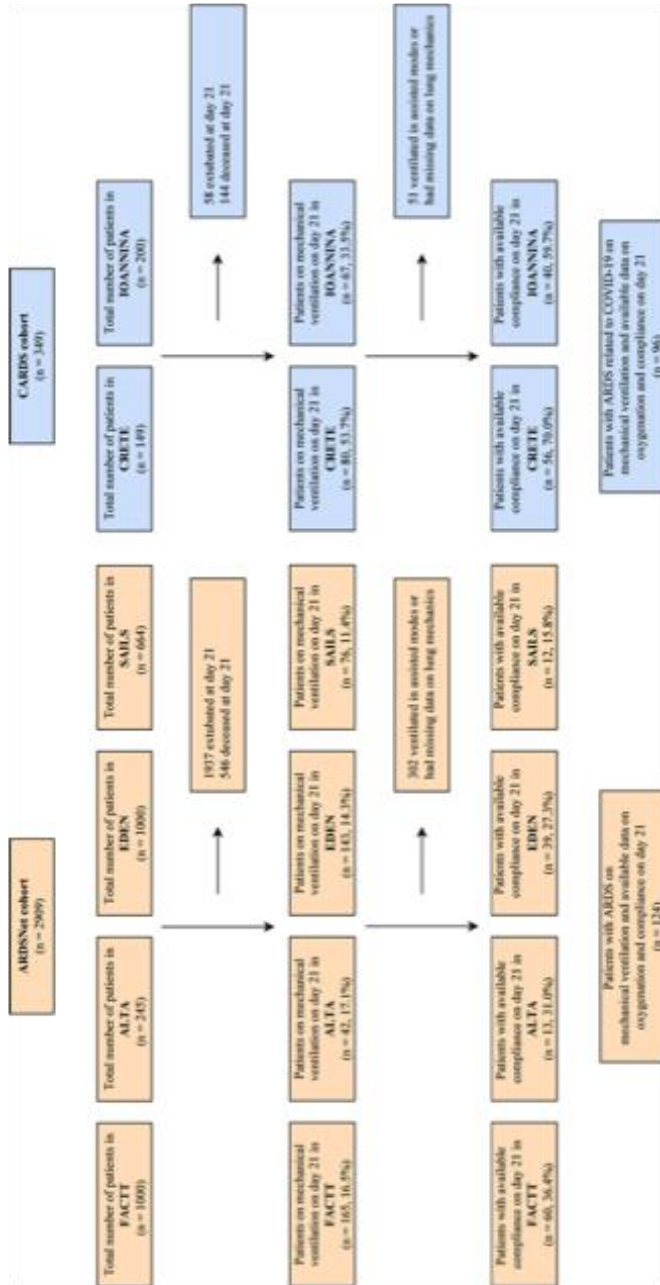 ARDSNet cohort
(n = 2909)
CARDS cohort
(n = 349)
Total number of patients in
FACTT
(n = 1000)
Total number of patients in
ALTA
(n = 245)
Total number of patients in
EDEN
(n = 1000)
Total number of patients in
SAILS
(n = 664)
Total number of patients in
CRETE
(n = 149)
Total number of patients in
IOANNINA
(n = 200)
1937 extubated at day 21
546 deceased at day 21
58 extubated at day 21
144 deceased at day 21
Patients on mechanical
ventilation on day 21 in
FACTT
(n = 165, 16.5%)
Patients on mechanical
ventilation on day 21 in
ALTA
(n = 42, 17.1%)
Patients on mechanical
ventilation on day 21 in
EDEN
(n = 143, 14.3%)
Patients on mechanical
ventilation on day 21 in
SAILS
(n = 76, 11.4%)
Patients on mechanical
ventilation on day 21 in
CRETE
(n = 80, 53.7%)
Patients on mechanical
ventilation on day 21 in
IOANNINA
(n = 67, 33.5%)
302 ventilated in assisted modes or
had missing data on lung mechanics
51 ventilated in assisted modes or
had missing data on lung mechanics
Patients with available
compliance on day 21 in
FACTT
(n = 60, 36.4%)
Patients with available
compliance on day 21 in
ALTA
(n = 13, 31.0%)
Patients with available
compliance on day 21 in
EDEN
(n = 39, 27.3%)
Patients with available
compliance on day 21 in
SAILS
(n = 12, 15.8%)
Patients with available
compliance on day 21 in
CRETE
(n = 56, 70.0%)
Patients with available
compliance on day 21 in
IOANNINA
(n = 40, 59.7%)
Patients with ARDS on
mechanical ventilation and available data on
oxygenation and compliance on day 21
(n = 124)
Patients with ARDS related to COVID-19 on
mechanical ventilation and available data on
oxygenation and compliance on day 21
(n = 96)